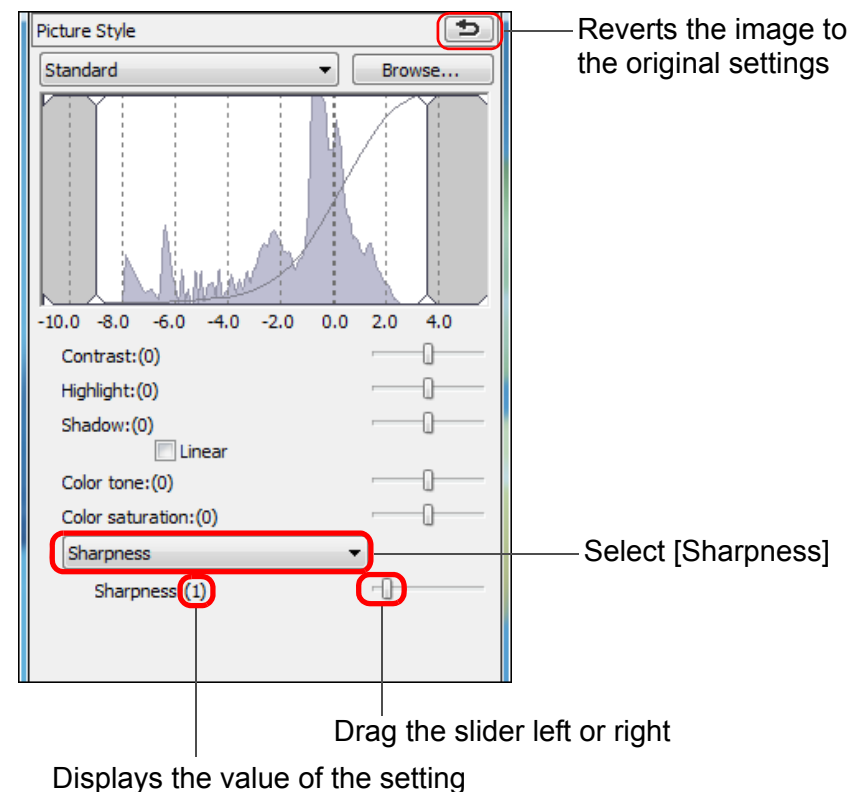 Picture Style
Reverts the image to
the original settings
Standard
Browse...
-10.0 -8.0 -6.0 -4.0 -2.0 0.0 2.0 4.0
Contrast:(0)
Highlight:(0)
Shadow:(0)
Linear
Color tone:(0)
Color saturation:(0)
Sharpness
Select [Sharpness]
Sharpness:(1)
Drag the slider left or right
Displays the value of the setting